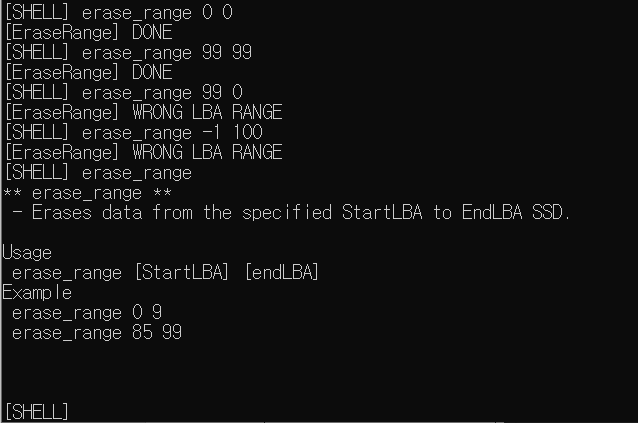 [SHELL] erase_range 0 0
[EraseRange] DONE
[SHELL] erase_range 99 99
[EraseRange] DONE
[SHELL] erase_range 99 0
[EraseRange] WRONG LBA RANGE
[SHELL] erase_range -1 100
[EraseRange] WRONG LBA RANGE
[SHELL] erase_range
** erase_range **
- Erases data from the specified StartLBA to EndLBA SSD.
Usage
erase_range [StartLBA] [endLBA]
Example
erase_range 0 9
erase_range 85 99
[SHELL]